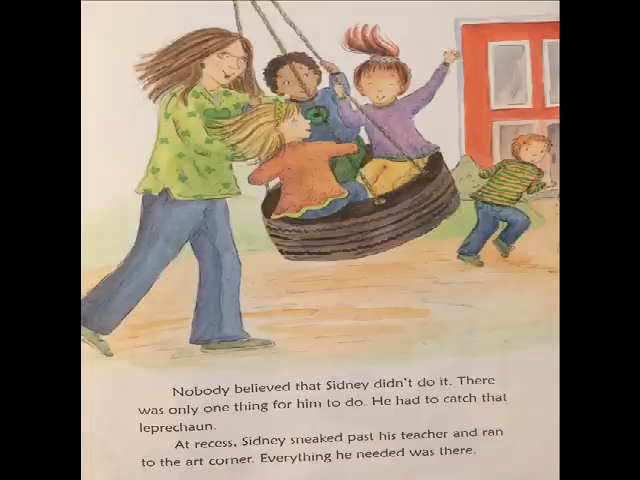 Nobody believed that Sidney didn't do it. There
was only one thing for him to do. He had to catch that
leprechaun.
At recess, Sidney sneaked past his teacher and ran
to the art corner. Everything he needed was there.